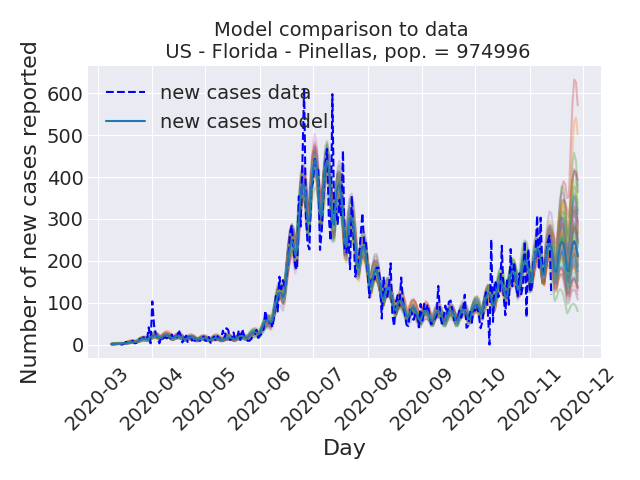 Model comparison to data
US - Florida - Pinellas, pop. = 974996
Number of new cases reported
600
500
400
300
200
100
0
new cases data
new cases model
2020-03
2020-04
2020-05
2020-06
2020-07
2020-08
2020-09
2020-10
2020-11
2020-12
Day